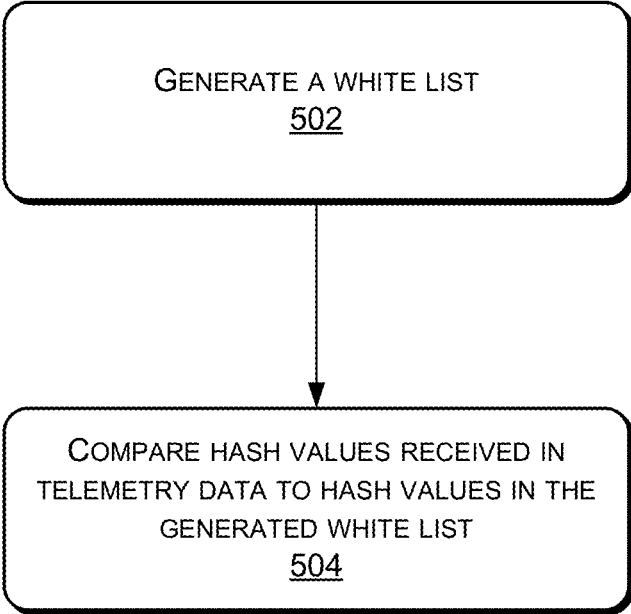 GENERATE A WHITE LIST
502
COMPARE HASH VALUES RECEIVED IN
TELEMETRY DATA TO HASH VALUES IN THE
GENERATED WHITE LIST
504